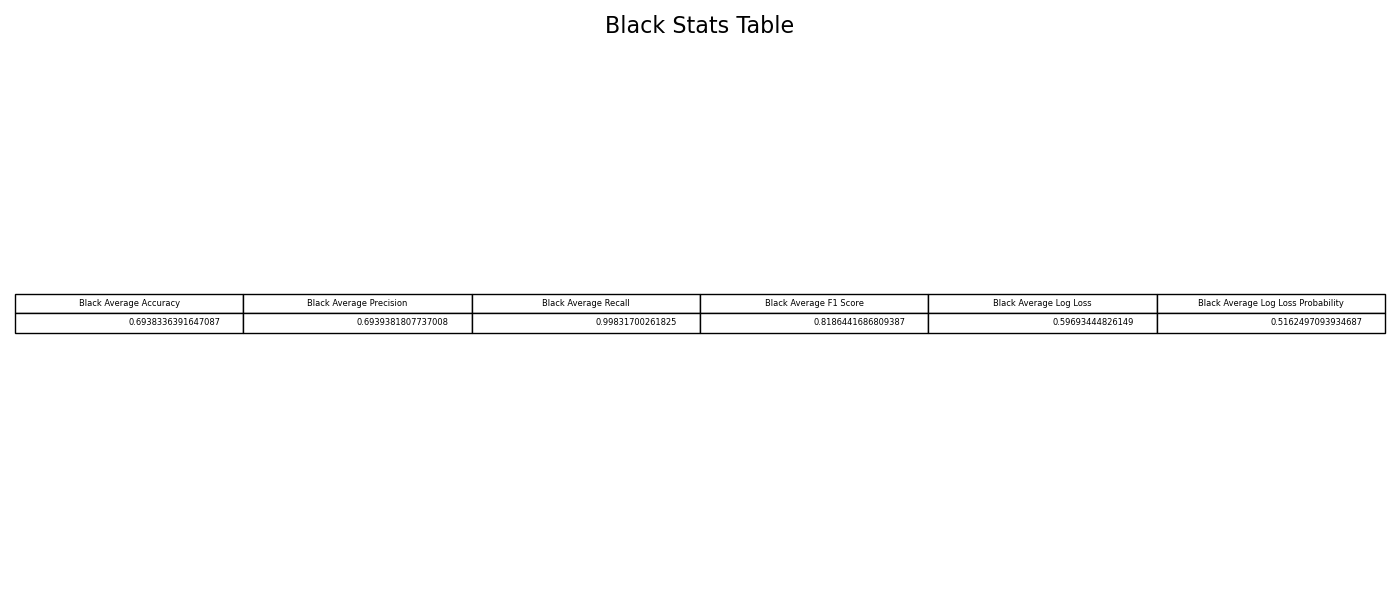 Black Stats Table
Black Average Accuracy Black Average Precision Black Average Recall Black Average F1 Score Black Average Log Loss Black Average Log Loss Probability
0.6938336391647087 0.6939381807737008 0.99831700261825 0.8186441686809387 0.59693444826149 0.5162497093934687